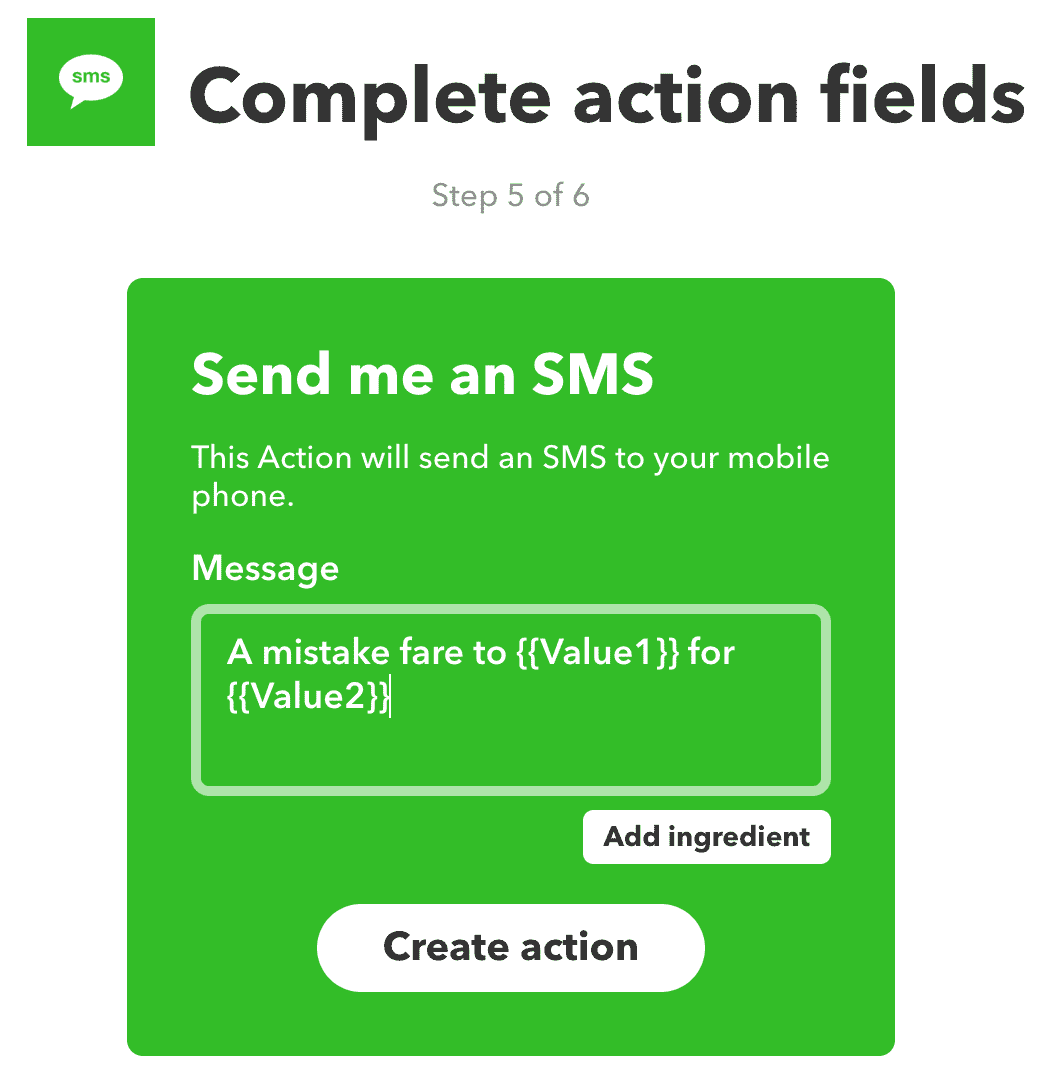 sms
Complete action fields
Step 5 of 6
Send me an SMS
This Action will send an SMS to your mobile
phone.
Message
A mistake fare to {{Value1}} for
{{Value2}}
Add ingredient
Create action